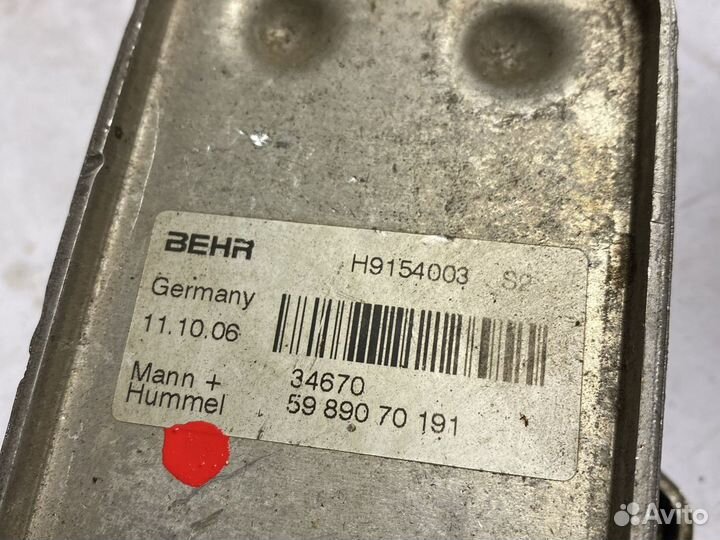 BEHR H9154003 S2
Germany
11.10.06
Mann + 34670
Hummel 59 890 70 191
Avito